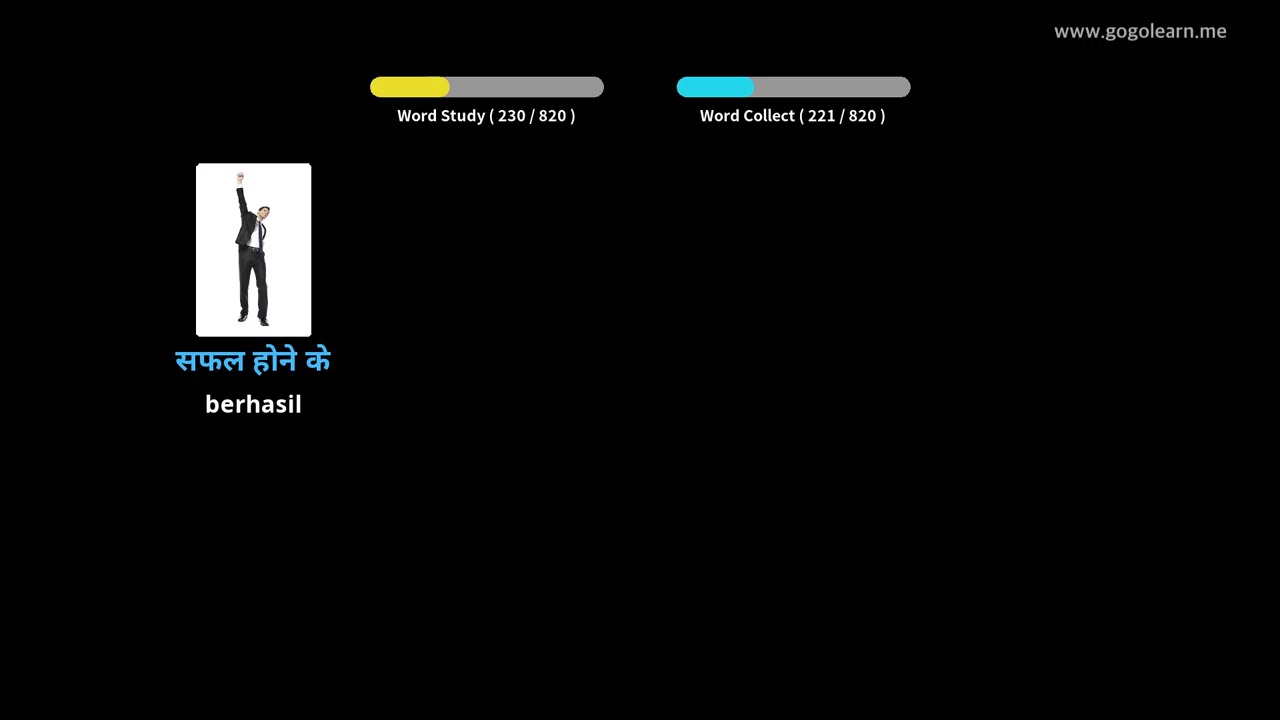 www.gogolearn.me
Word Study ( 230 / 820 )
Word Collect ( 221 / 820 )
सफल होने के
berhasil